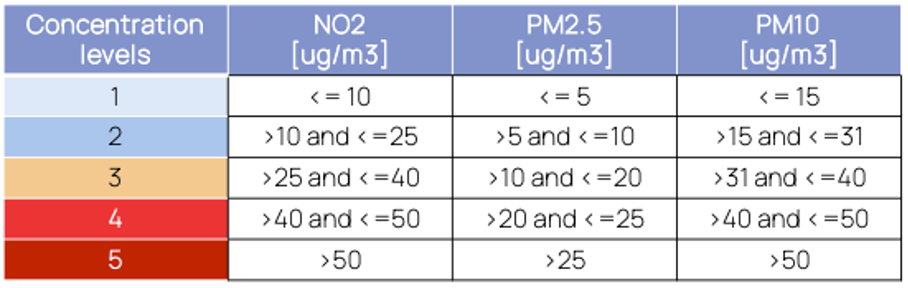 Concentration levels NO2 [ug/m3] PM2.5 [ug/m3] PM10 [ug/m3]
1 <= 10 <= 5 <= 15
2 >10 and <=25 >5 and <=10 >15 and <=31
3 >25 and <=40 >10 and <=20 >31 and <=40
4 >40 and <=50 >20 and <=25 >40 and <=50
5 >50 >25 >50